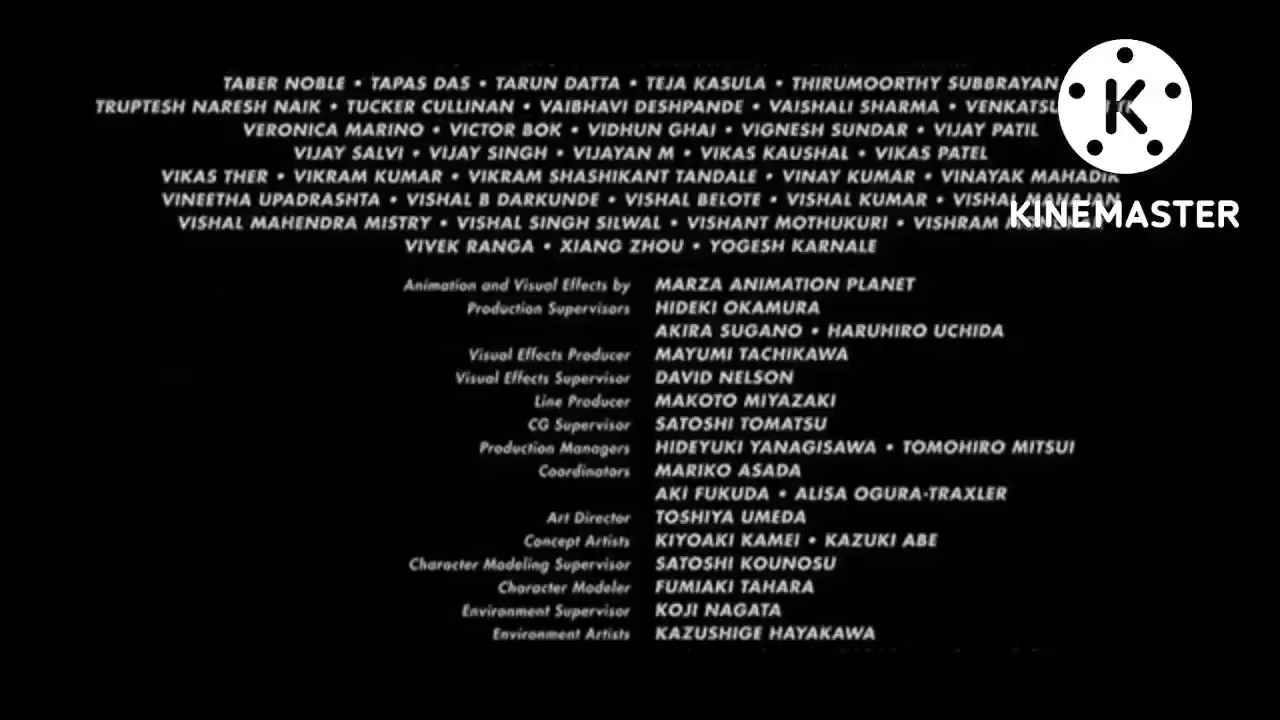 TABER NOBLE • TAPAS DAS • TARUN DATTA • TEJA KASULA • THIRUMOORTHY SUBBRAYAN
TRUPTESH NARESH NAIK • TUCKER CULLINAN • VAIBHAVI DESHPANDE • VAISHALI SHARMA •
VERONICA MARINO • VICTOR BOK • VIDHUN GHAI • VIGNESH SUNDAR • VIJAY PATIL
VIJAY SALVI • VIJAY SINGH • VIJAYAN M • VIKAS KAUSHAL • VIKAS PATEL
VIKAS THER • VIKRAM KUMAR • VIKRAM SHASHIKANT TANDALE • VINAY KUMAR • VINAYAK MAHADIK
VINEETHA UPADRASHTA • VISHAL B DARKUNDE • VISHAL BELOTE • VISHAL KUMAR •
VISHAL MAHENDRA MISTRY • VISHAL SINGH SILWAL • VISHANT MOTHUKURI • VISHRAM
VIVEK RANGA • XIANG ZHOU • YOGESH KARNALE
K
KINEMASTER
Animation and Visual Effects by MARZA ANIMATION PLANET
Production Supervisors HIDEKI OKAMURA
AKIRA SUGANO • HARUHIRO UCHIDA
Visual Effects Producer MAYUMI TACHIKAWA
Visual Effects Supervisor DAVID NELSON
Line Producer MAKOTO MIYAZAKI
CG Supervisor SATOSHI TOMATSU
Production Managers HIDEYUKI YANAGISAWA • TOMOHIRO MITSUI
Coordinators MARIKO ASADA
AKI FUKUDA • ALISA OGURA-TRAXLER
Art Director TOSHIYA UMEDA
Concept Artists KIYOAKI KAMEI • KAZUKI ABE
Character Modeling Supervisor SATOSHI KOUNOSU
Character Modeler FUMIAKI TAHARA
Environment Supervisor KOJI NAGATA
Environment Artists KAZUSHIGE HAYAKAWA